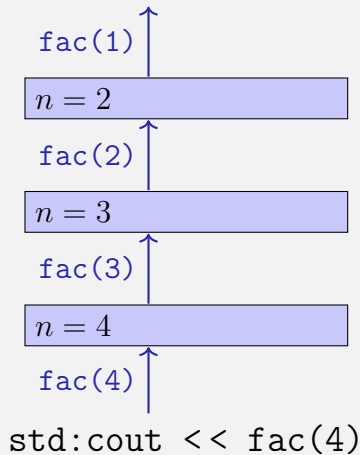 fac(1)
n = 2
fac(2)
n = 3
fac(3)
n = 4
fac(4)
std:cout << fac(4)